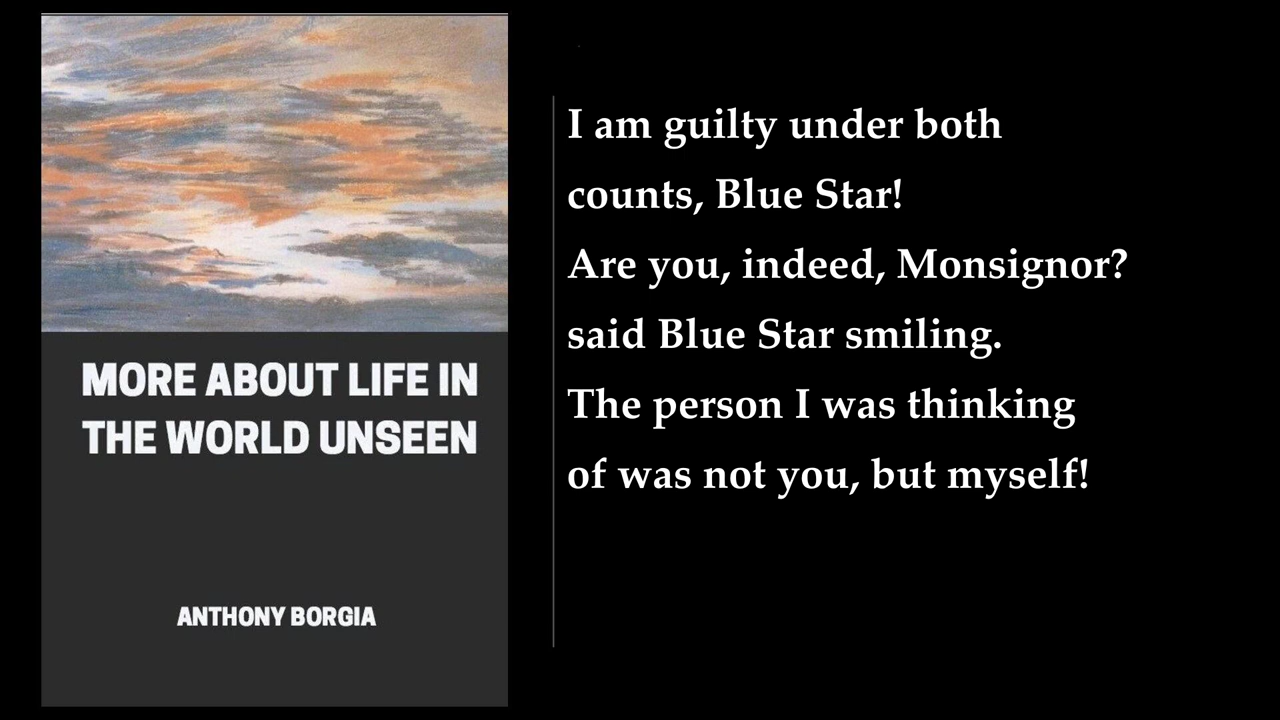 MORE ABOUT LIFE IN
THE WORLD UNSEEN
ANTHONY BORGIA
I am guilty under both
counts, Blue Star!
Are you, indeed, Monsignor?
said Blue Star smiling.
The person I was thinking
of was not you, but myself!